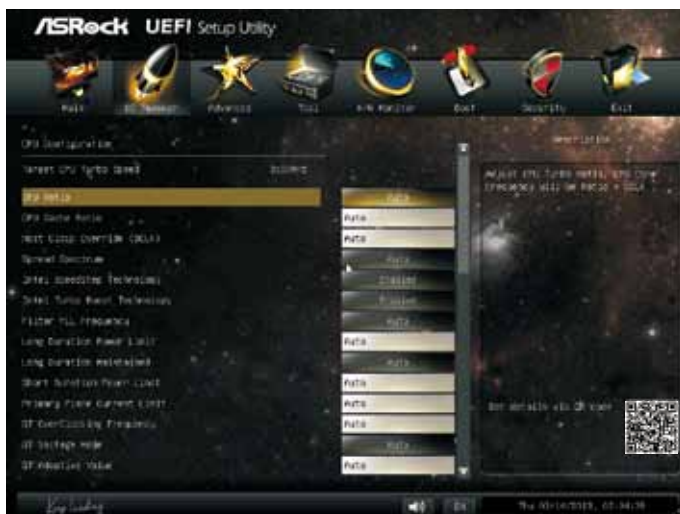 ASRock UEFI Setup Utility
Main OC Tweaker Advanced Tool H/W Monitor Boot Security Exit
CPU Configuration
Description
Target CPU Turbo Speed
Adjust CPU Turbo Ratio, CPU Core
Frequency will be Ratio * BCLK
CPU Ratio Auto
CPU Cache Ratio Auto
Host Clock Override (BCLK) Auto
Spread Spectrum Auto
Intel SpeedStep Technology Enabled
Intel Turbo Boost Technology Enabled
Filter PLL Frequency Auto
Long Duration Power Limit Auto
Long Duration Maintained Auto
Short Duration Power Limit Auto
Primary Plane Current Limit Auto
Get details via QR code
GT OverClocking Frequency Auto
GT Voltage Mode Auto
GT Adaptive Value Auto
EN